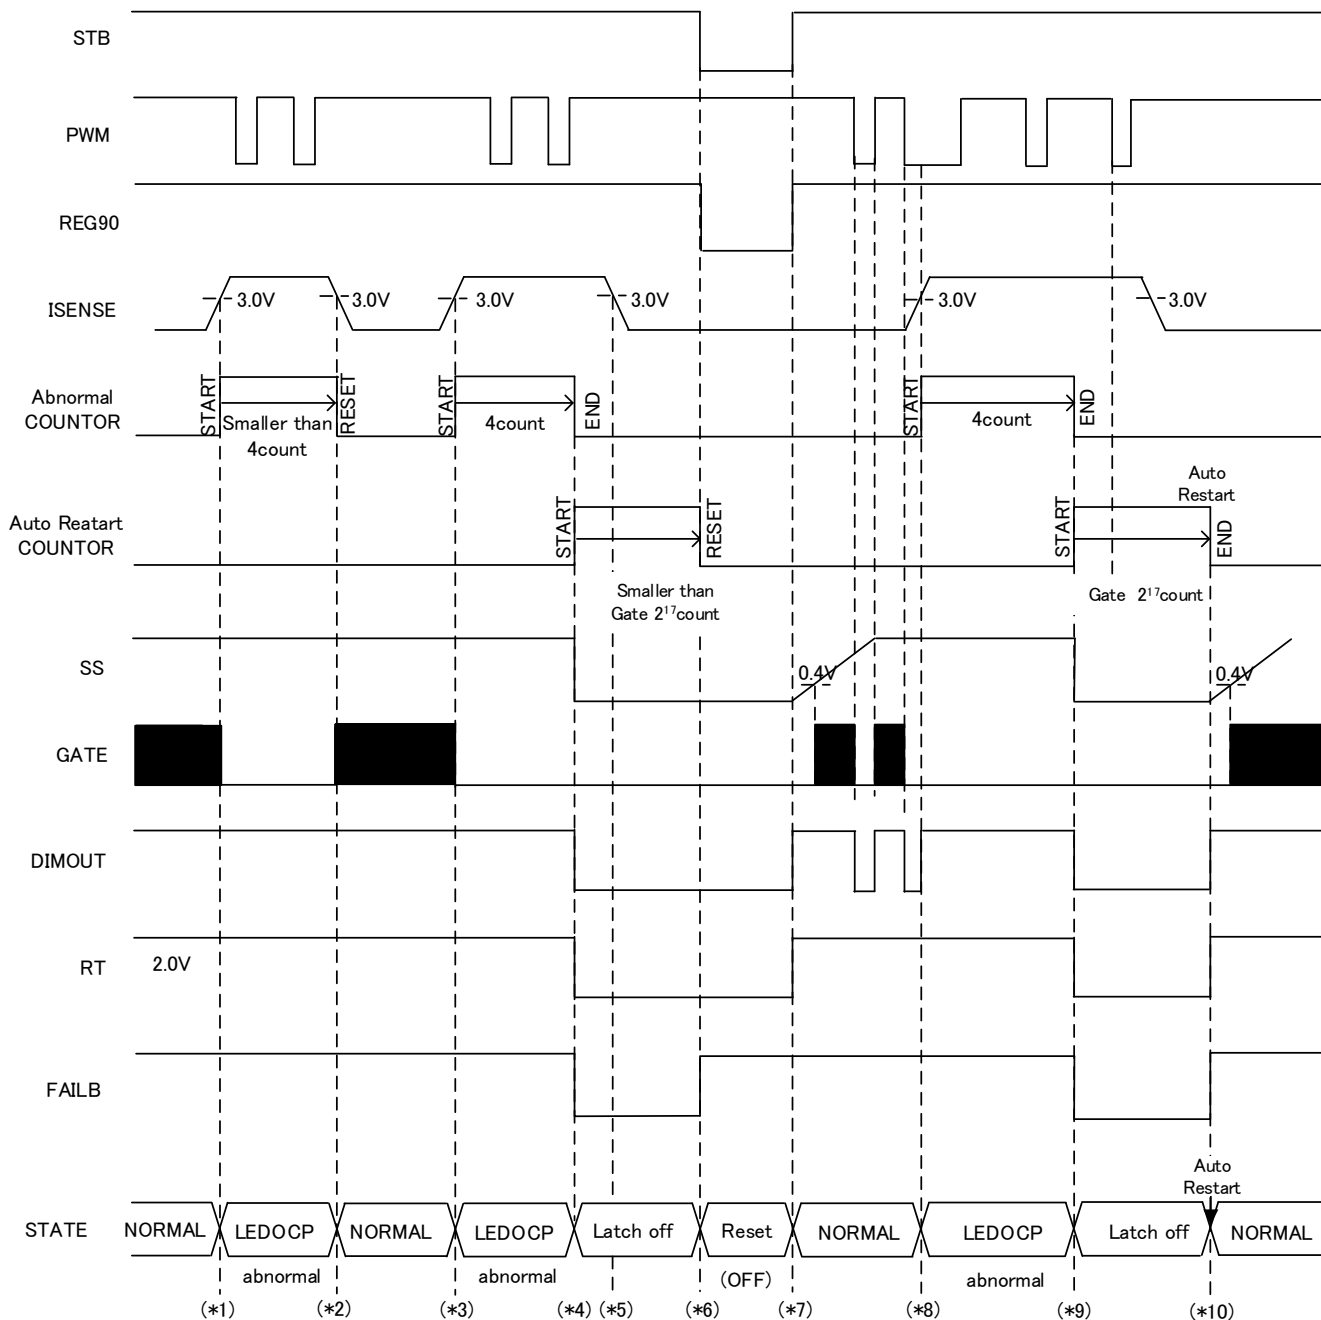 STB
PWM
REG90
ISENSE
3.0V
3.0V
3.0V
3.0V
3.0V
3.0V
Abnormal
COUNTOR
START
Smaller than
4count
RESET
START
4count
END
START
4count
END
Auto Reatart
COUNTOR
START
RESET
Smaller than
Gate 2¹⁷count
START
Auto
Restart
END
Gate 2¹⁷count
SS
0.4V
0.4V
GATE
DIMOUT
RT
2.0V
FAILB
Auto
Restart
STATE
NORMAL
LEDOCP
NORMAL
LEDOCP
Latch off
Reset
NORMAL
LEDOCP
Latch off
NORMAL
abnormal
abnormal
(OFF)
abnormal
(*1)
(*2)
(*3)
(*4)
(*5)
(*6)
(*7)
(*8)
(*9)
(*10)